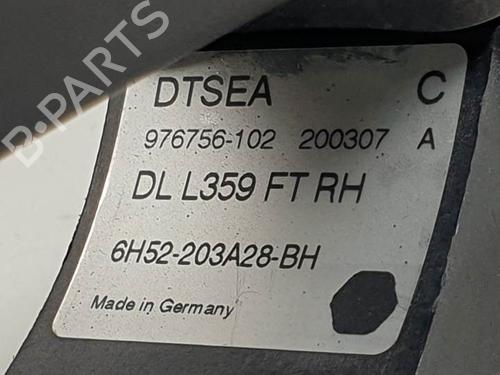 B-PARTS
DTSEA C
976756-102 200307 A
DL L359 FT RH
6H52-203A28-BH
Made in Germany